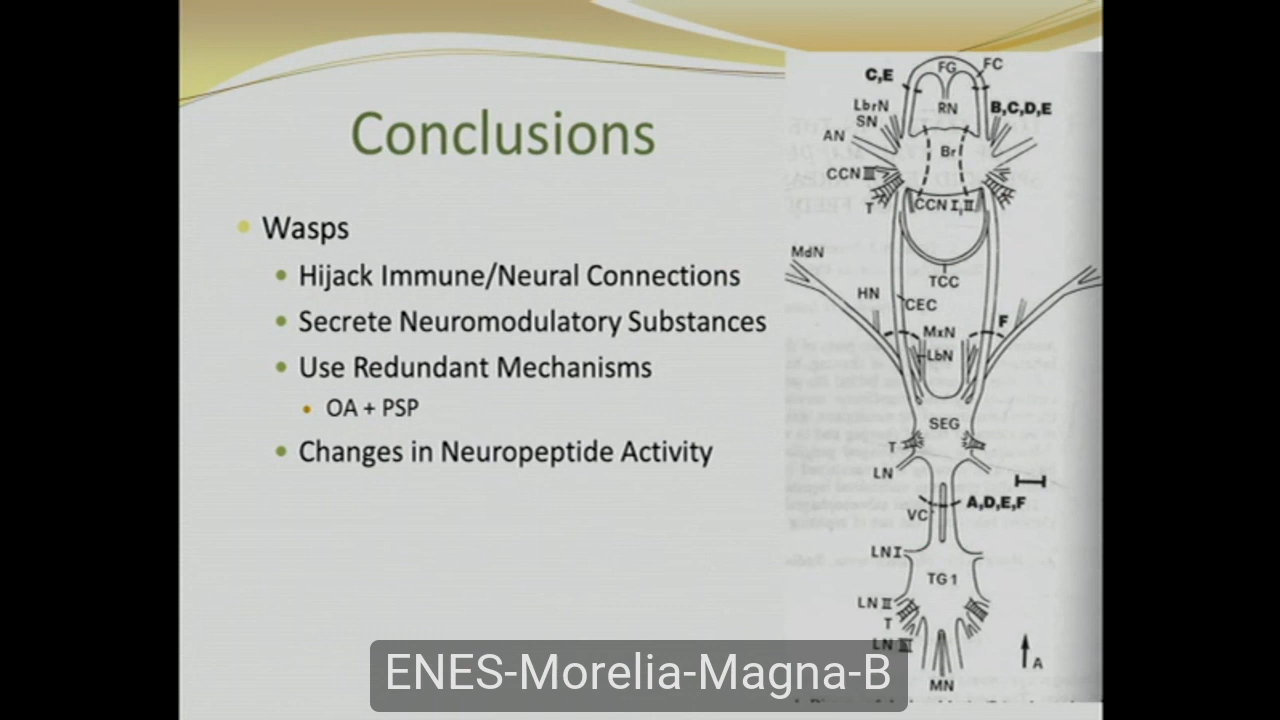 Conclusions
Wasps
Hijack Immune/Neural Connections
Secrete Neuromodulatory Substances
Use Redundant Mechanisms
OA + PSP
Changes in Neuropeptide Activity
FG
FC
C,E
LbrN
RN
B,C,D,E
SN
AN
Br
CCN III
T
CCN I,II
MdN
TCC
HN
CEC
F
MxN
LbN
SEG
T
LN
A,D,E,F
VC
LN I
TG 1
LN II
T
LN III
A
MN
ENES-Morelia-Magna-B